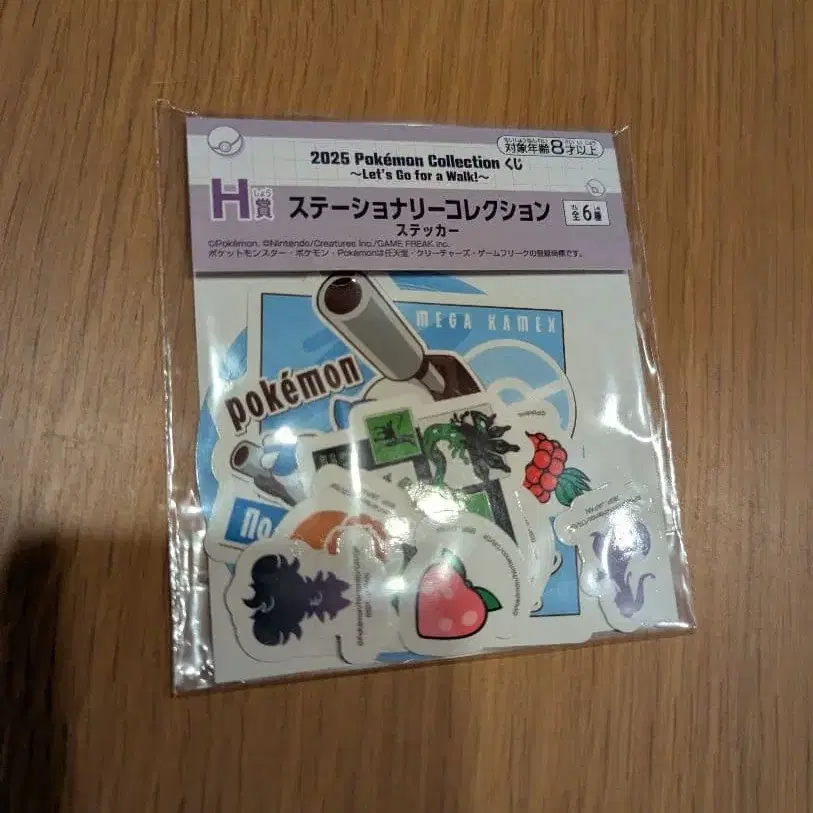 対象年齢8才以上
2025 Pokémon Collection くじ
～Let's Go for a Walk!～
H賞
しょう
ステーショナリーコレクション
全6種
ステッカー
©Pokémon. ©Nintendo/Creatures Inc./GAME FREAK inc.
ポケットモンスター・ポケモン・Pokémonは任天堂・クリーチャーズ・ゲームフリークの登録商標です。
MEGA KAMEX
pokémon
no